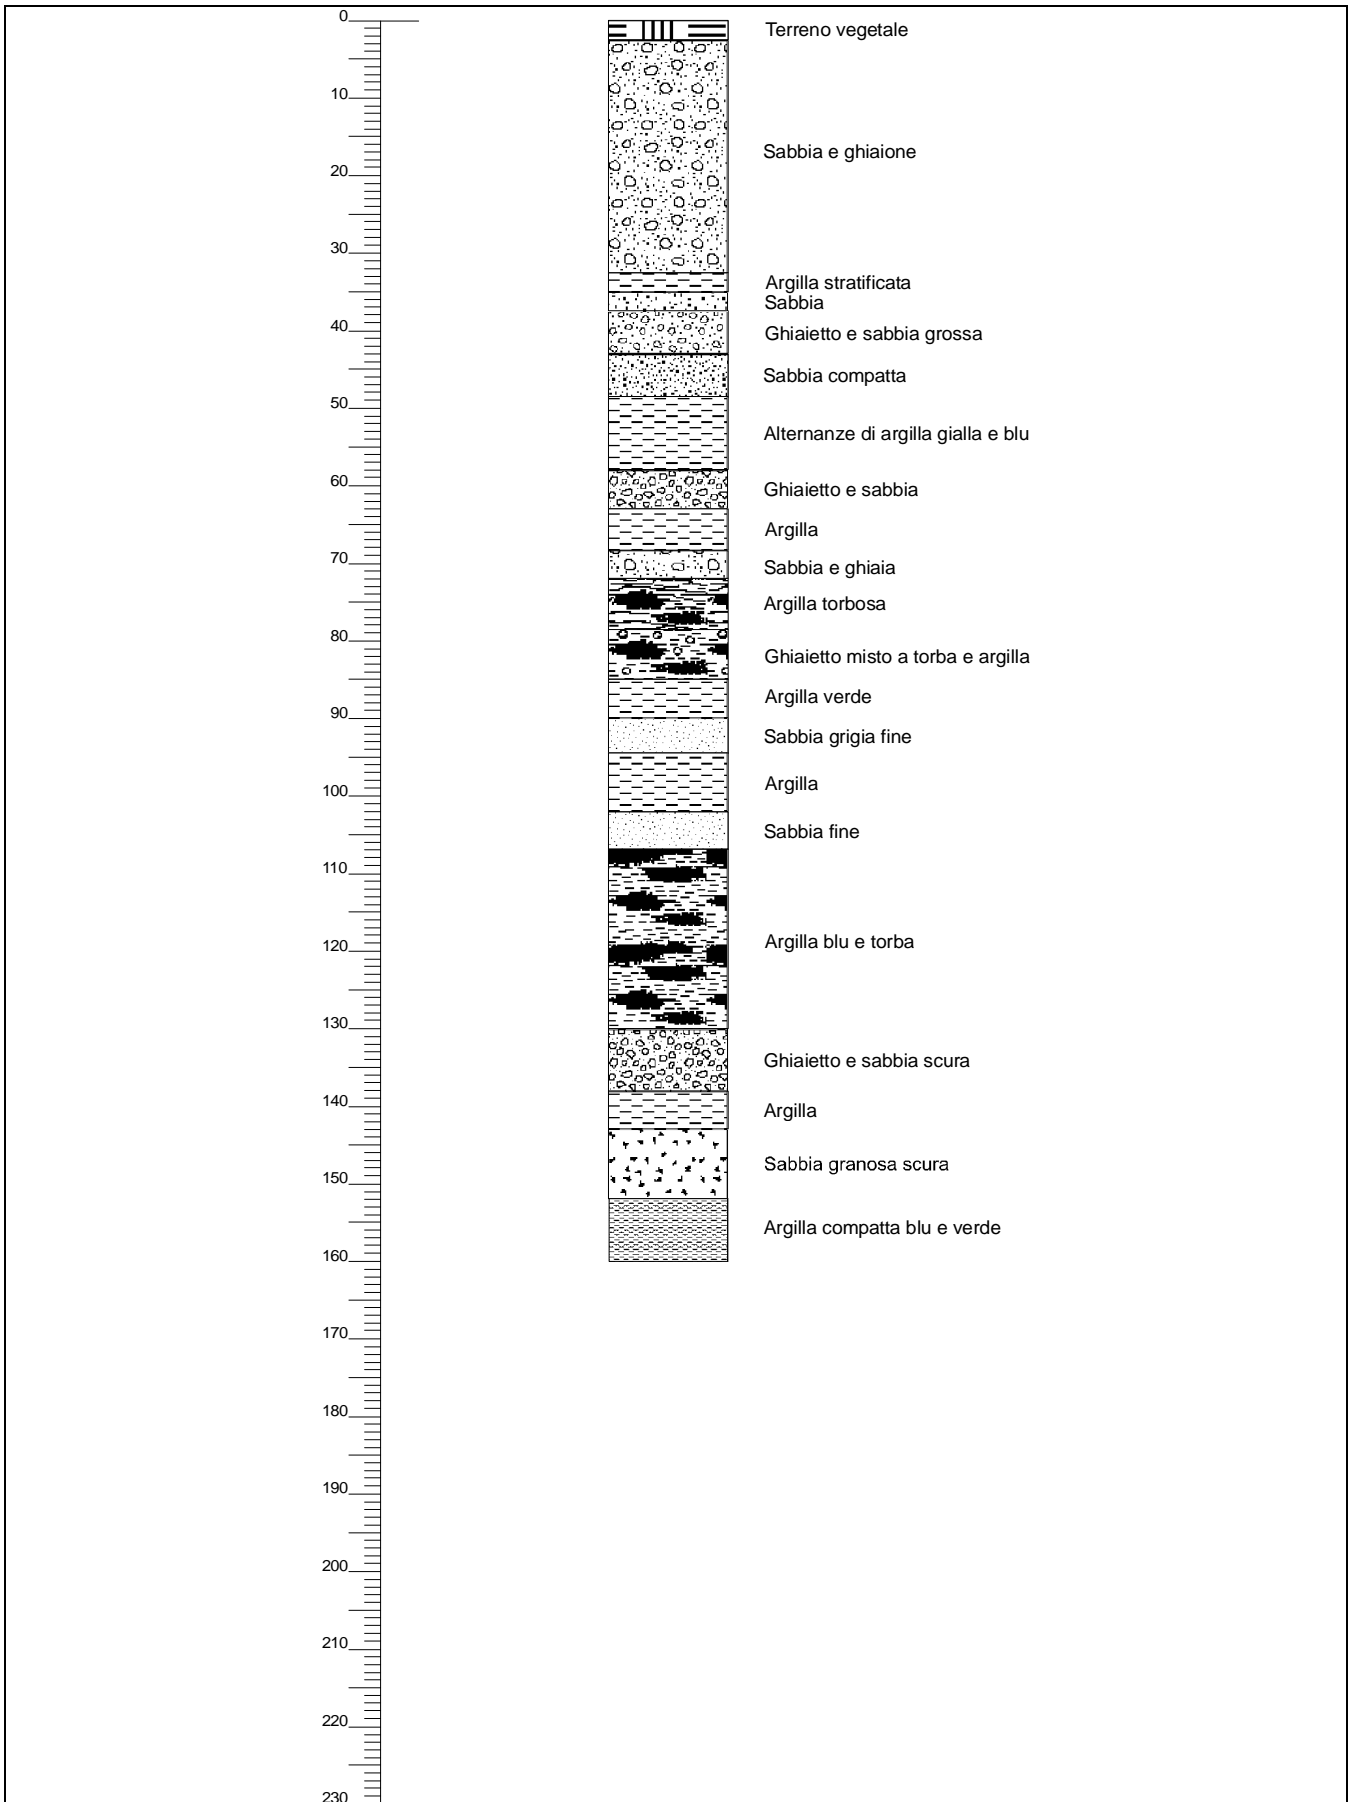 0
Terreno vegetale
10
Sabbia e ghiaione
20
30
Argilla stratificata
Sabbia
40
Ghiaietto e sabbia grossa
Sabbia compatta
50
Alternanze di argilla gialla e blu
60
Ghiaietto e sabbia
Argilla
70
Sabbia e ghiaia
Argilla torbosa
80
Ghiaietto misto a torba e argilla
Argilla verde
90
Sabbia grigia fine
Argilla
100
Sabbia fine
110
Argilla blu e torba
120
130
Ghiaietto e sabbia scura
140
Argilla
Sabbia granosa scura
150
Argilla compatta blu e verde
160
170
180
190
200
210
220
230